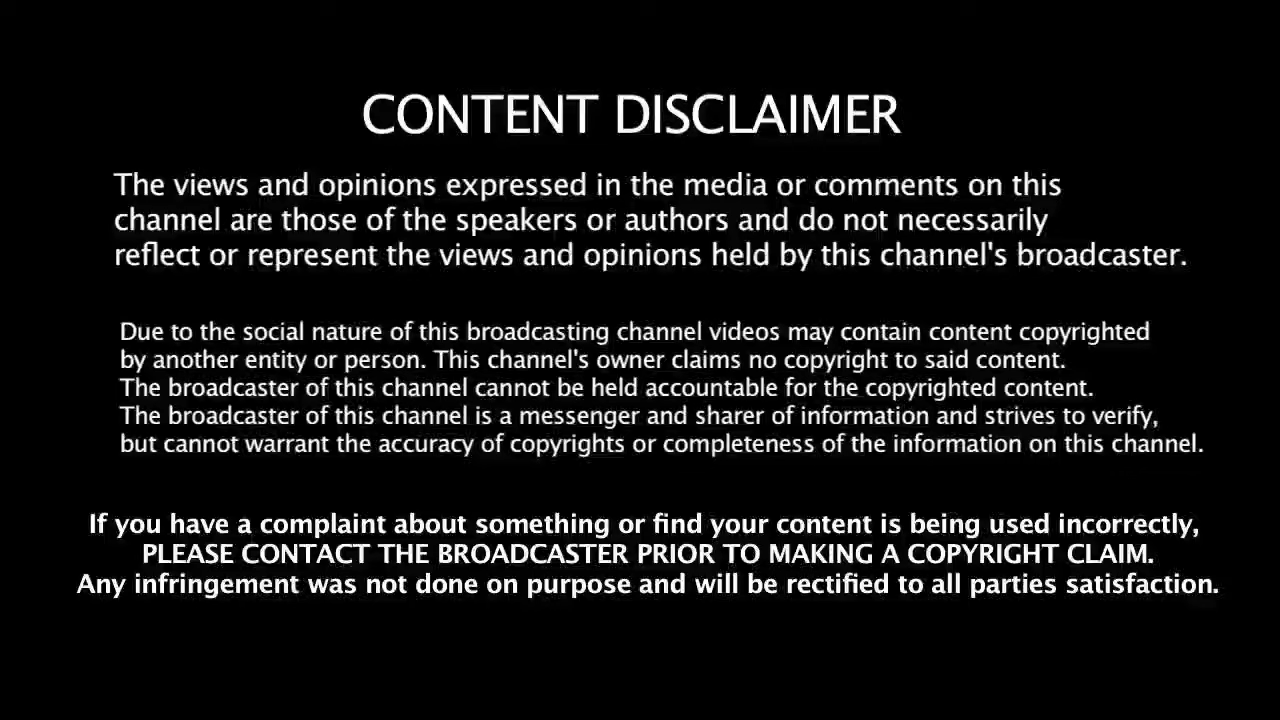 CONTENT DISCLAIMER
The views and opinions expressed in the media or comments on this
channel are those of the speakers or authors and do not necessarily
reflect or represent the views and opinions held by this channel's broadcaster.
Due to the social nature of this broadcasting channel videos may contain content copyrighted
by another entity or person. This channel's owner claims no copyright to said content.
The broadcaster of this channel cannot be held accountable for the copyrighted content.
The broadcaster of this channel is a messenger and sharer of information and strives to verify,
but cannot warrant the accuracy of copyrights or completeness of the information on this channel.
If you have a complaint about something or find your content is being used incorrectly,
PLEASE CONTACT THE BROADCASTER PRIOR TO MAKING A COPYRIGHT CLAIM.
Any infringement was not done on purpose and will be rectified to all parties satisfaction.